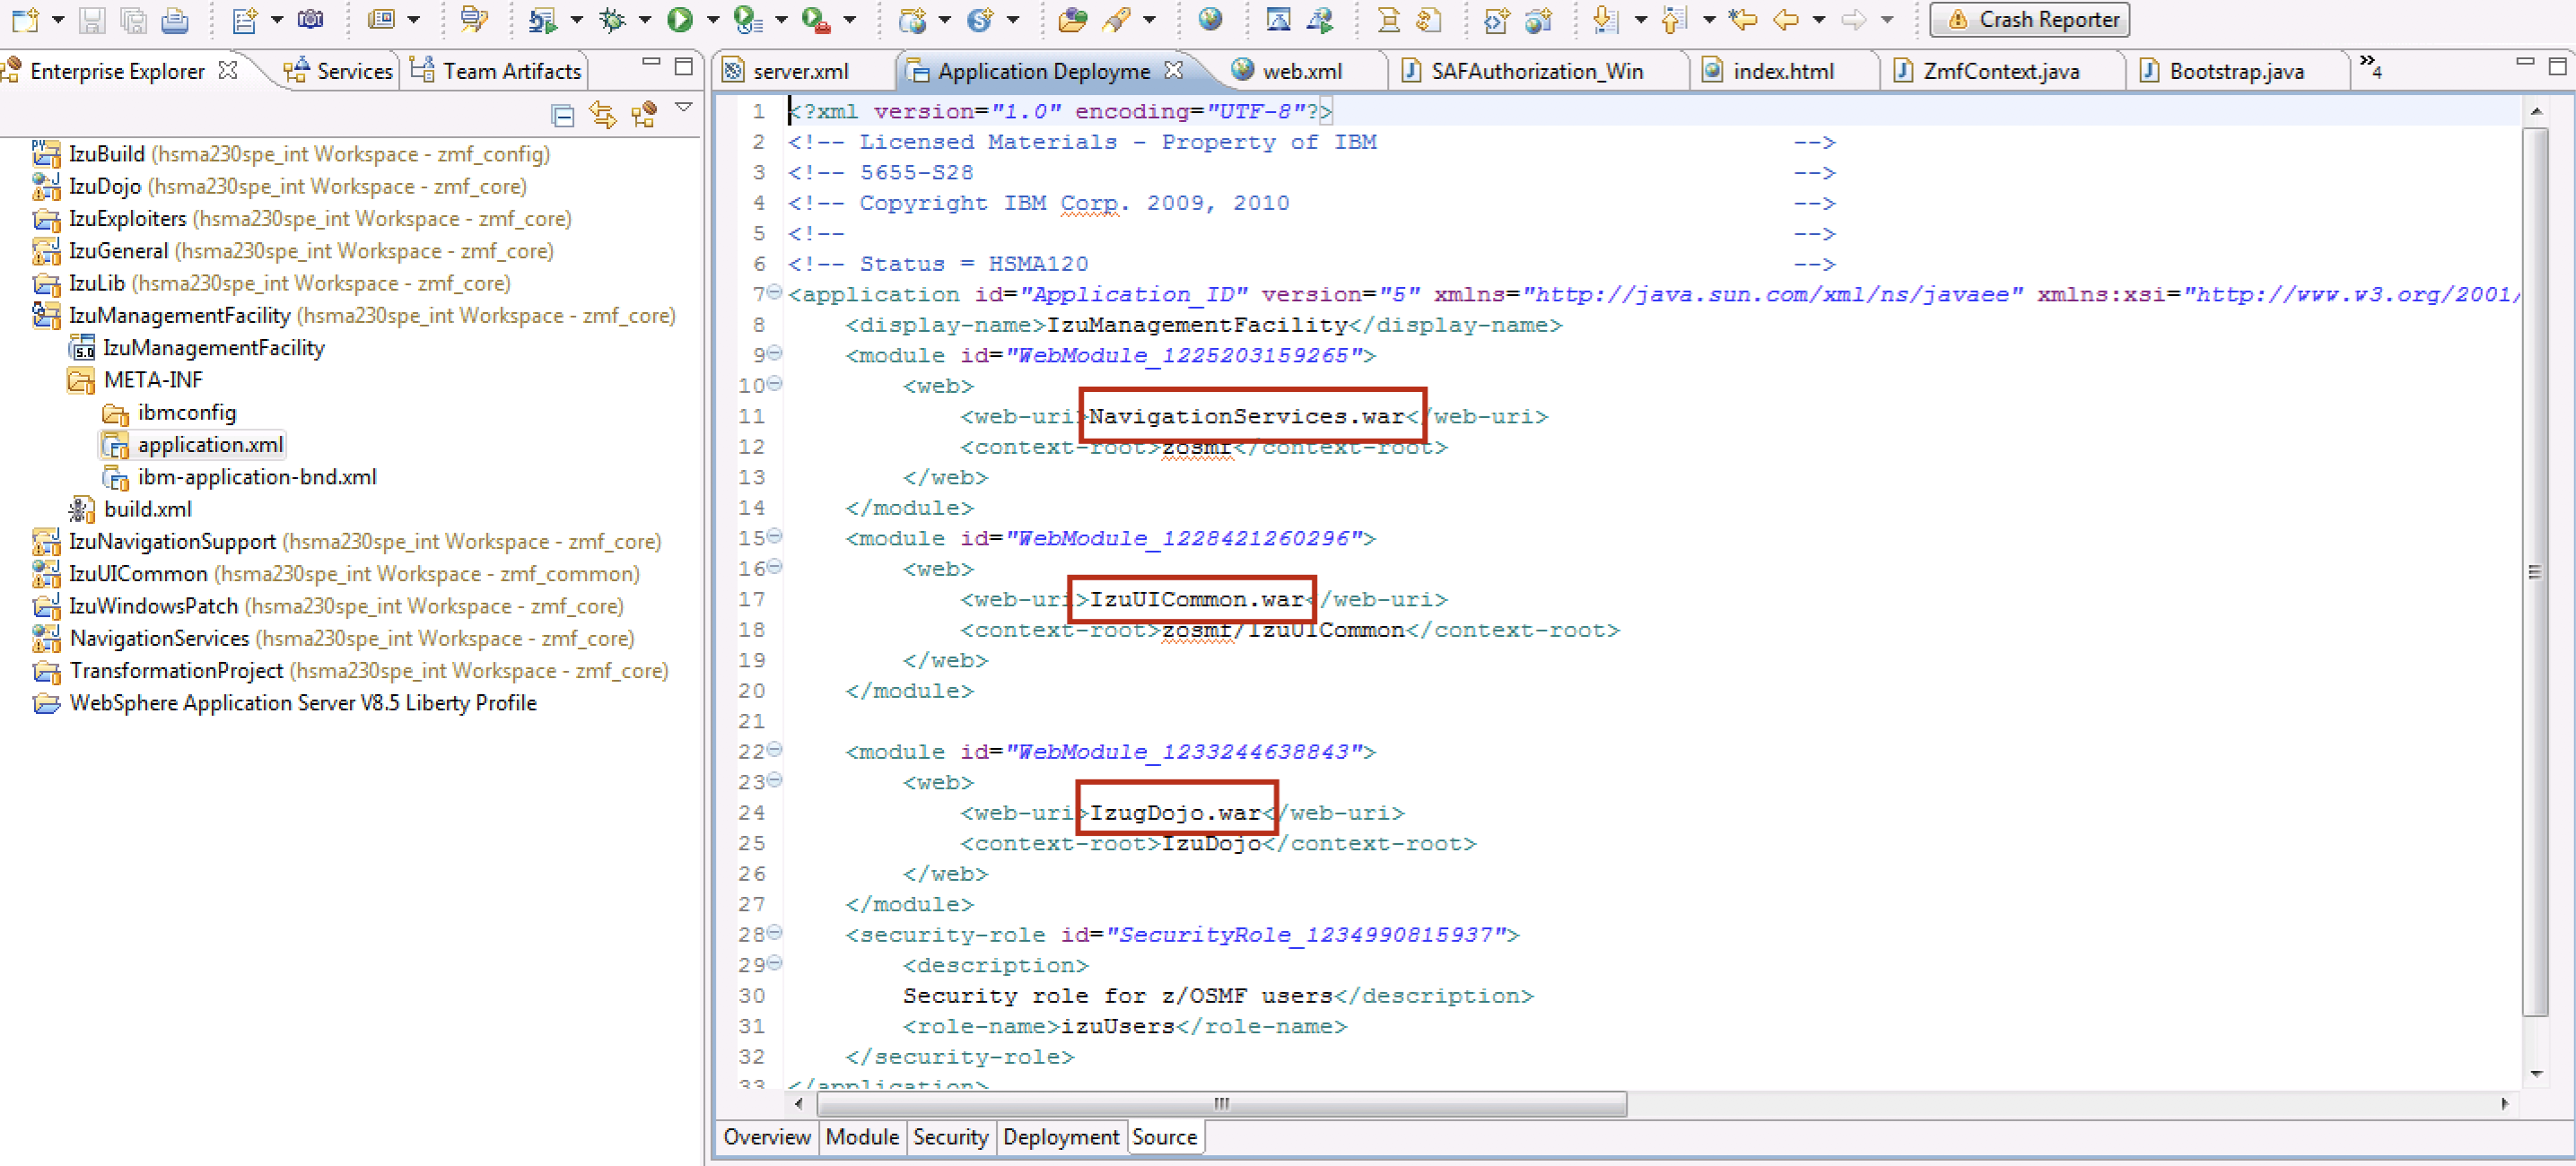 Crash Reporter
Enterprise Explorer
Services
Team Artifacts
server.xml
Application Deployme
web.xml
SAFAuthorization_Win
index.html
ZmfContext.java
Bootstrap.java
»4
IzuBuild (hsma230spe_int Workspace - zmf_config)
IzuDojo (hsma230spe_int Workspace - zmf_core)
IzuExploiters (hsma230spe_int Workspace - zmf_core)
IzuGeneral (hsma230spe_int Workspace - zmf_core)
IzuLib (hsma230spe_int Workspace - zmf_core)
IzuManagementFacility (hsma230spe_int Workspace - zmf_core)
IzuManagementFacility
META-INF
ibmconfig
application.xml
ibm-application-bnd.xml
build.xml
IzuNavigationSupport (hsma230spe_int Workspace - zmf_core)
IzuUICommon (hsma230spe_int Workspace - zmf_common)
IzuWindowsPatch (hsma230spe_int Workspace - zmf_core)
NavigationServices (hsma230spe_int Workspace - zmf_core)
TransformationProject (hsma230spe_int Workspace - zmf_core)
WebSphere Application Server V8.5 Liberty Profile
1 <?xml version="1.0" encoding="UTF-8"?>
2 <!-- Licensed Materials - Property of IBM -->
3 <!-- 5655-S28 -->
4 <!-- Copyright IBM Corp. 2009, 2010 -->
5 <!-- -->
6 <!-- Status = HSMA120 -->
7 <application id="Application_ID" version="5" xmlns="http://java.sun.com/xml/ns/javaee" xmlns:xsi="http://www.w3.org/2001/
8 <display-name>IzuManagementFacility</display-name>
9 <module id="WebModule_1225203159265">
10 <web>
11 <web-uri>NavigationServices.war</web-uri>
12 <context-root>zosmf</context-root>
13 </web>
14 </module>
15 <module id="WebModule_1228421260296">
16 <web>
17 <web-uri>IzuUICommon.war</web-uri>
18 <context-root>zosmf/IzuUICommon</context-root>
19 </web>
20 </module>
21
22 <module id="WebModule_1233244638843">
23 <web>
24 <web-uri>IzugDojo.war</web-uri>
25 <context-root>IzuDojo</context-root>
26 </web>
27 </module>
28 <security-role id="SecurityRole_1234990815937">
29 <description>
30 Security role for z/OSMF users</description>
31 <role-name>izuUsers</role-name>
32 </security-role>
33 </application>
Overview
Module
Security
Deployment
Source